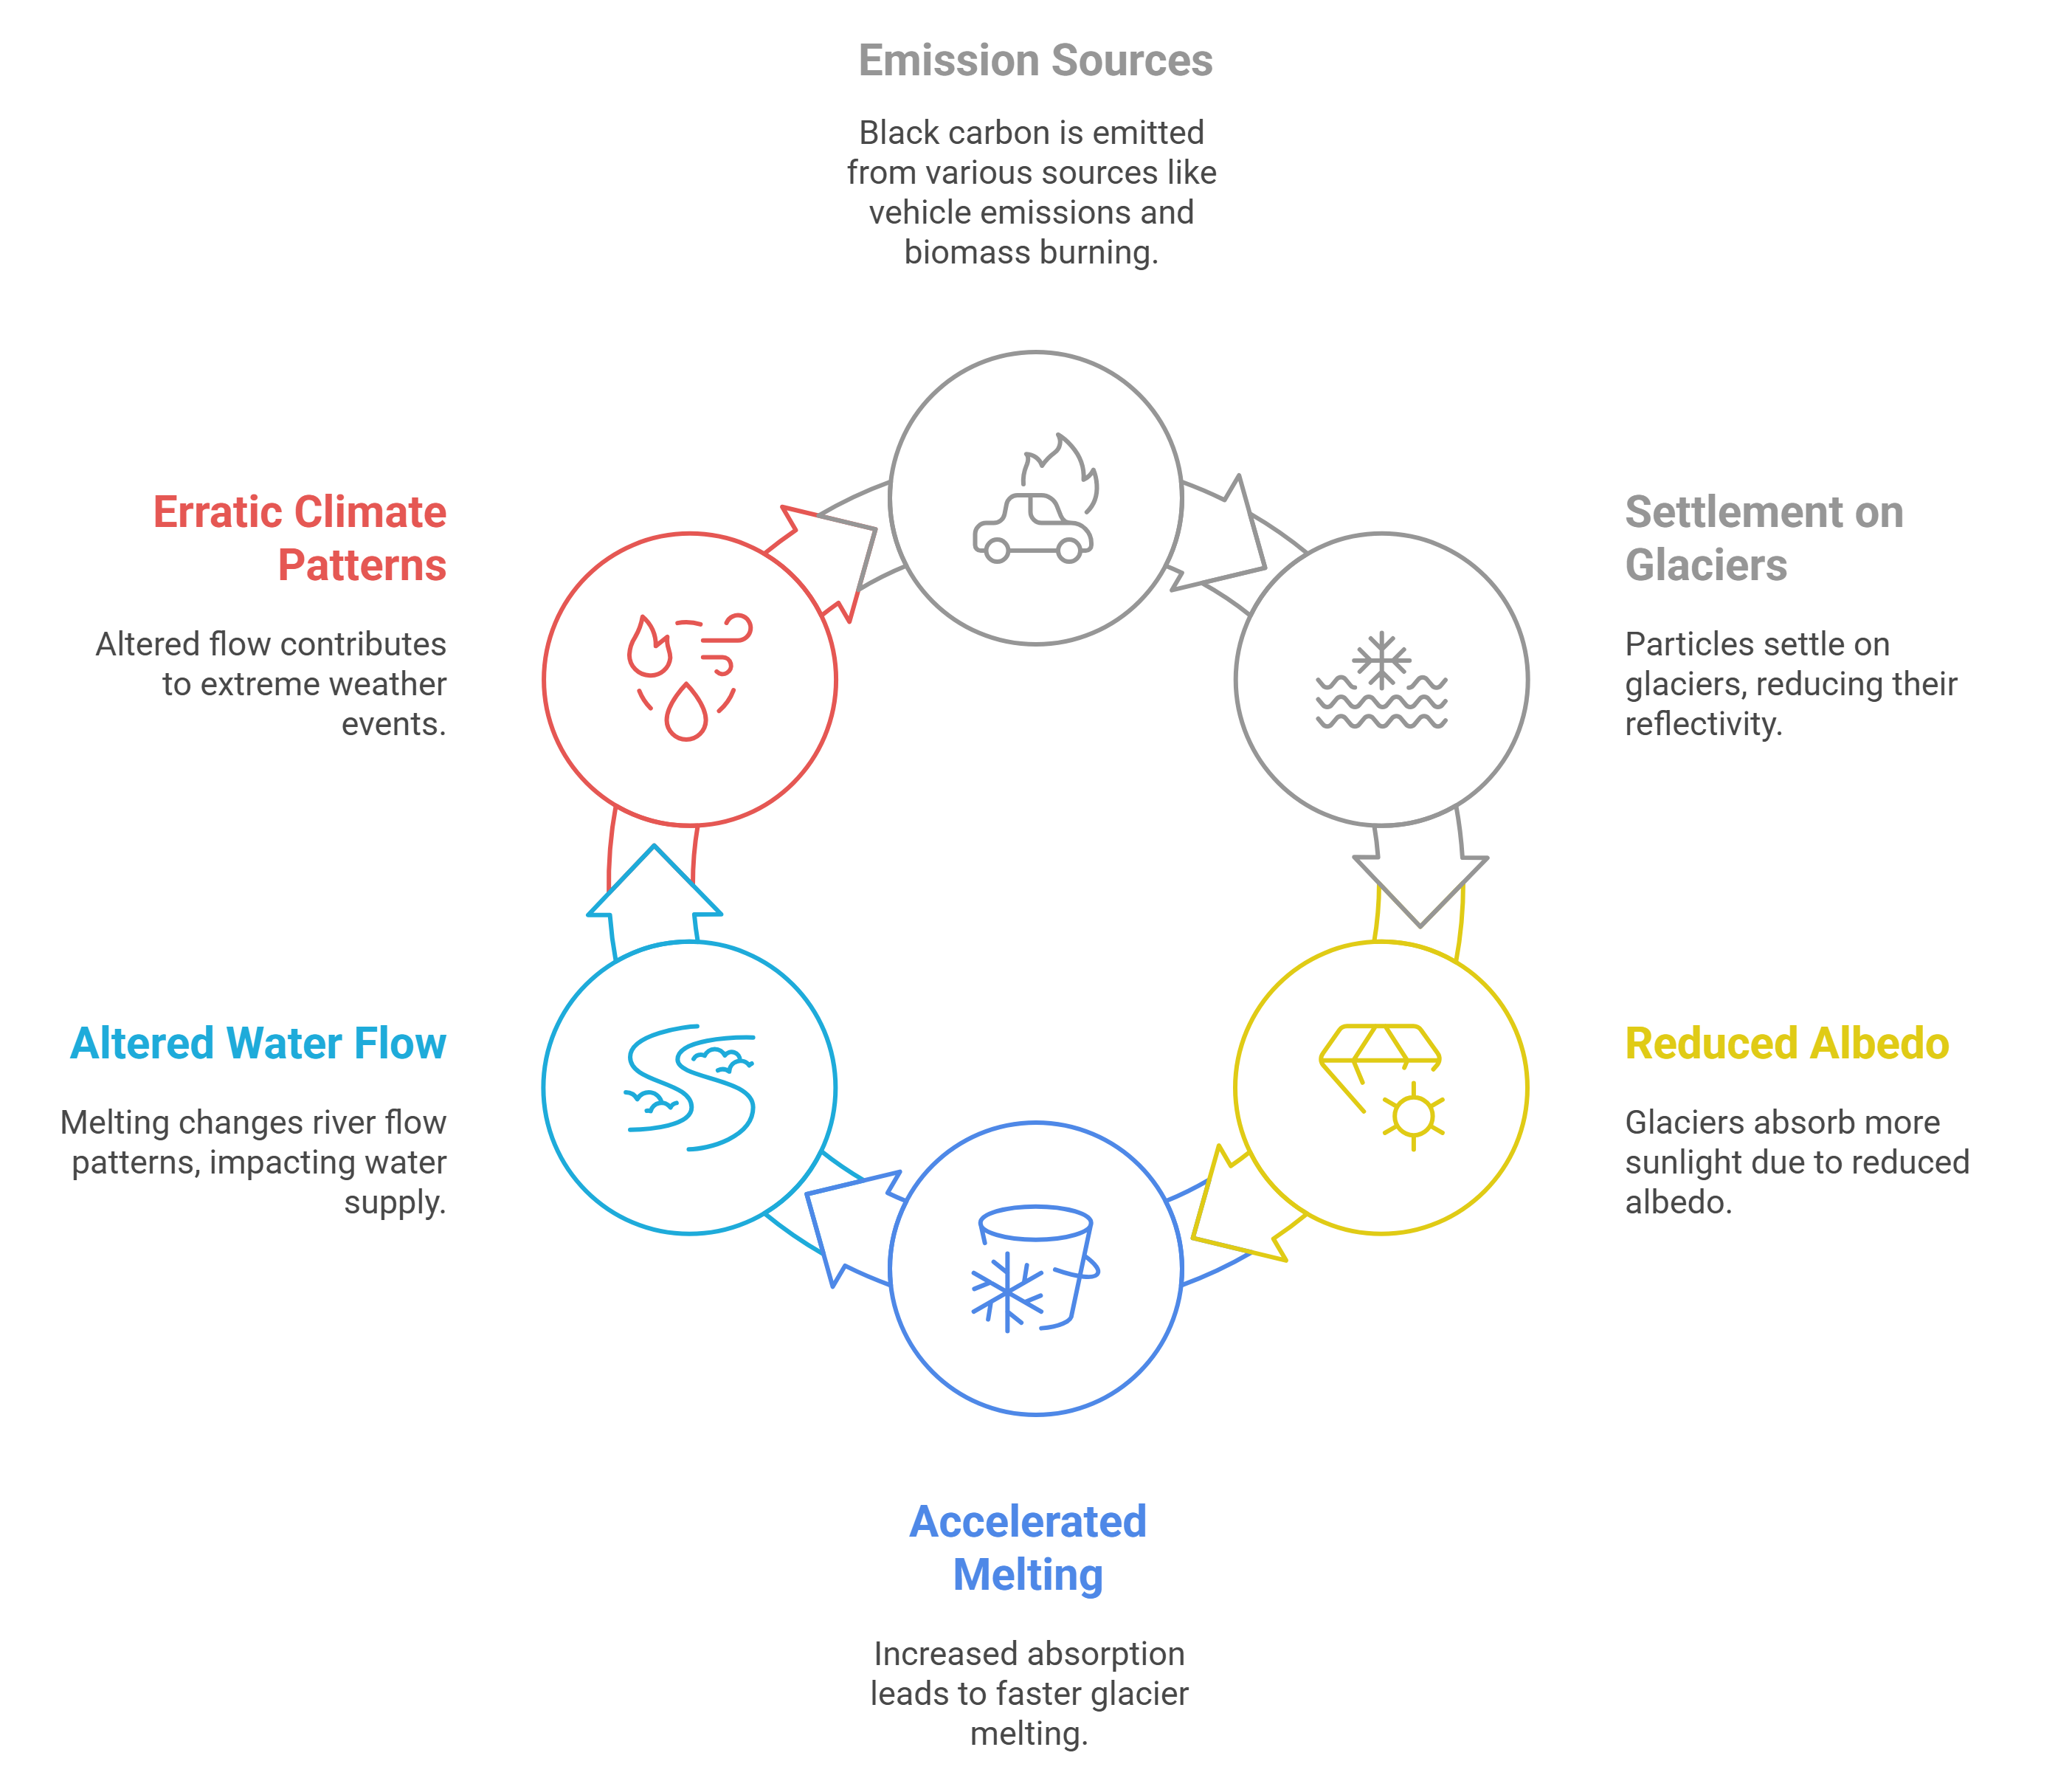 Emission Sources
Black carbon is emitted
from various sources like
vehicle emissions and
biomass burning.
Settlement on
Glaciers
Particles settle on
glaciers, reducing their
reflectivity.
Reduced Albedo
Glaciers absorb more
sunlight due to reduced
albedo.
Accelerated
Melting
Increased absorption
leads to faster glacier
melting.
Altered Water Flow
Melting changes river flow
patterns, impacting water
supply.
Erratic Climate
Patterns
Altered flow contributes
to extreme weather
events.